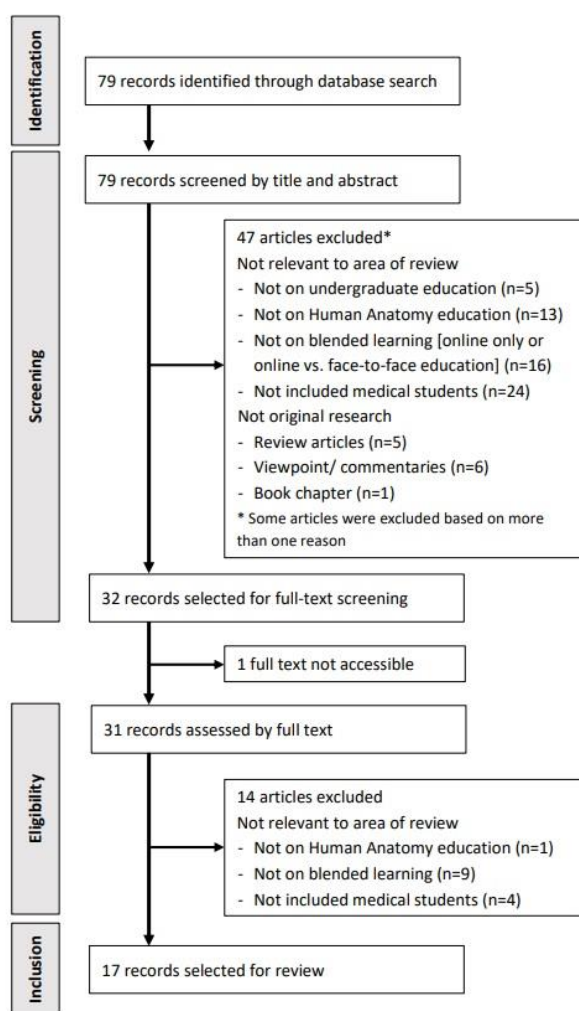 Identification
79 records identified through database search
Screening
79 records screened by title and abstract
47 articles excluded*
Not relevant to area of review
- Not on undergraduate education (n=5)
- Not on Human Anatomy education (n=13)
- Not on blended learning [online only or
online vs. face-to-face education] (n=16)
- Not included medical students (n=24)
Not original research
- Review articles (n=5)
- Viewpoint/ commentaries (n=6)
- Book chapter (n=1)
* Some articles were excluded based on more
than one reason
32 records selected for full-text screening
1 full text not accessible
Eligibility
31 records assessed by full text
14 articles excluded
Not relevant to area of review
- Not on Human Anatomy education (n=1)
- Not on blended learning (n=9)
- Not included medical students (n=4)
Inclusion
17 records selected for review